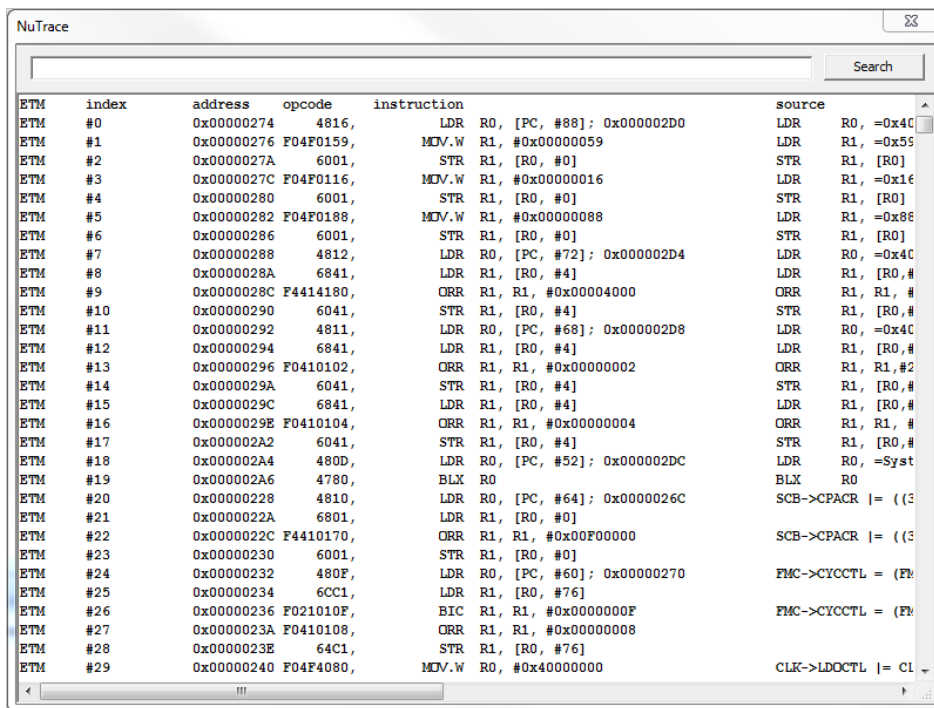 NuTrace
Search
ETM index address opcode instruction source
ETM #0 0x00000274 4816, LDR R0, [PC, #88]; 0x000002D0 LDR R0, =0x40
ETM #1 0x00000276 F04F0159, MOV.W R1, #0x00000059 LDR R1, =0x59
ETM #2 0x0000027A 6001, STR R1, [R0, #0] STR R1, [R0]
ETM #3 0x0000027C F04F0116, MOV.W R1, #0x00000016 LDR R1, =0x16
ETM #4 0x00000280 6001, STR R1, [R0, #0] STR R1, [R0]
ETM #5 0x00000282 F04F0188, MOV.W R1, #0x00000088 LDR R1, =0x88
ETM #6 0x00000286 6001, STR R1, [R0, #0] STR R1, [R0]
ETM #7 0x00000288 4812, LDR R0, [PC, #72]; 0x000002D4 LDR R0, =0x40
ETM #8 0x0000028A 6841, LDR R1, [R0, #4] LDR R1, [R0,#
ETM #9 0x0000028C F4414180, ORR R1, R1, #0x00004000 ORR R1, R1, #
ETM #10 0x00000290 6041, STR R1, [R0, #4] STR R1, [R0,#
ETM #11 0x00000292 4811, LDR R0, [PC, #68]; 0x000002D8 LDR R0, =0x40
ETM #12 0x00000294 6841, LDR R1, [R0, #4] LDR R1, [R0,#
ETM #13 0x00000296 F0410102, ORR R1, R1, #0x00000002 ORR R1, R1,#2
ETM #14 0x0000029A 6041, STR R1, [R0, #4] STR R1, [R0,#
ETM #15 0x0000029C 6841, LDR R1, [R0, #4] LDR R1, [R0,#
ETM #16 0x0000029E F0410104, ORR R1, R1, #0x00000004 ORR R1, R1, #
ETM #17 0x000002A2 6041, STR R1, [R0, #4] STR R1, [R0,#
ETM #18 0x000002A4 480D, LDR R0, [PC, #52]; 0x000002DC LDR R0, =Syst
ETM #19 0x000002A6 4780, BLX R0 BLX R0
ETM #20 0x00000228 4810, LDR R0, [PC, #64]; 0x0000026C SCB->CPACR |= ((3
ETM #21 0x0000022A 6801, LDR R1, [R0, #0]
ETM #22 0x0000022C F4410170, ORR R1, R1, #0x00F00000 SCB->CPACR |= ((3
ETM #23 0x00000230 6001, STR R1, [R0, #0]
ETM #24 0x00000232 480F, LDR R0, [PC, #60]; 0x00000270 FMC->CYCCTL = (FM
ETM #25 0x00000234 6CC1, LDR R1, [R0, #76]
ETM #26 0x00000236 F021010F, BIC R1, R1, #0x0000000F FMC->CYCCTL = (FM
ETM #27 0x0000023A F0410108, ORR R1, R1, #0x00000008
ETM #28 0x0000023E 64C1, STR R1, [R0, #76]
ETM #29 0x00000240 F04F4080, MOV.W R0, #0x40000000 CLK->LDOCTL |= CL